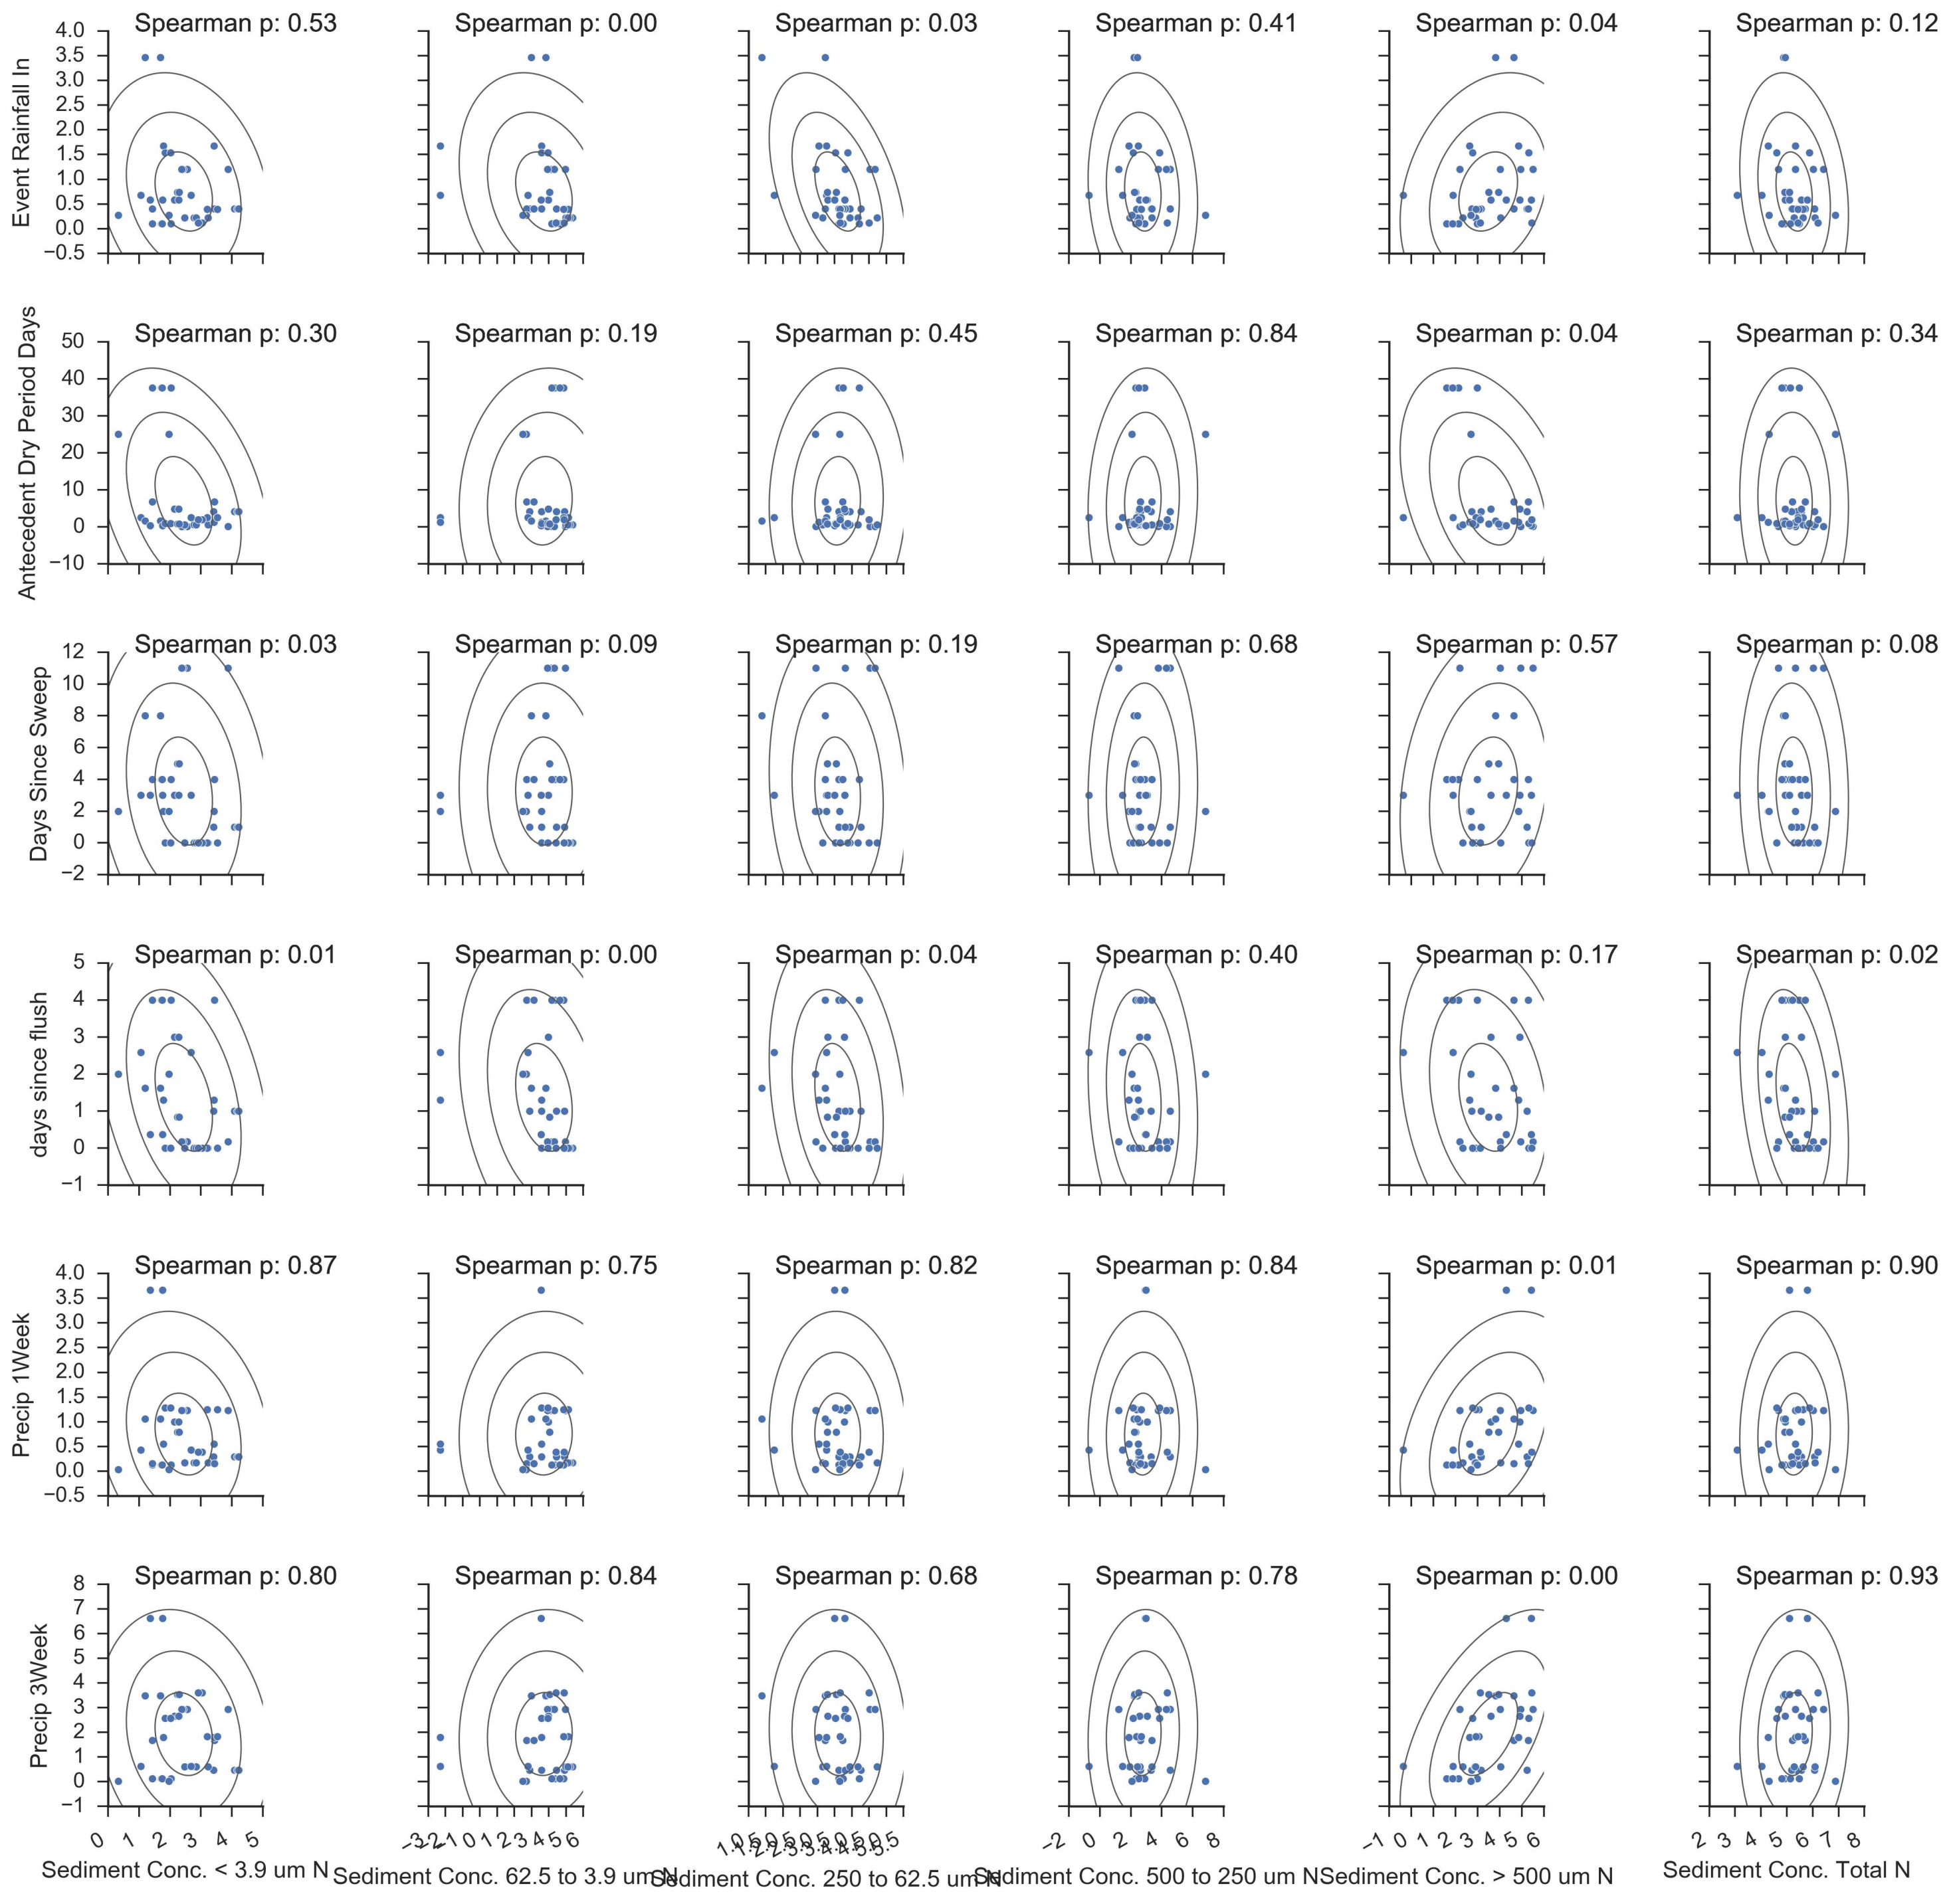 Spearman p: 0.53 Spearman p: 0.00 Spearman p: 0.03 Spearman p: 0.41 Spearman p: 0.04 Spearman p: 0.12
Event Rainfall In
4.0
3.5
3.0
2.5
2.0
1.5
1.0
0.5
0.0
−0.5
Spearman p: 0.30 Spearman p: 0.19 Spearman p: 0.45 Spearman p: 0.84 Spearman p: 0.04 Spearman p: 0.34
Antecedent Dry Period Days
50
40
30
20
10
0
−10
Spearman p: 0.03 Spearman p: 0.09 Spearman p: 0.19 Spearman p: 0.68 Spearman p: 0.57 Spearman p: 0.08
Days Since Sweep
12
10
8
6
4
2
0
−2
Spearman p: 0.01 Spearman p: 0.00 Spearman p: 0.04 Spearman p: 0.40 Spearman p: 0.17 Spearman p: 0.02
days since flush
5
4
3
2
1
0
−1
Spearman p: 0.87 Spearman p: 0.75 Spearman p: 0.82 Spearman p: 0.84 Spearman p: 0.01 Spearman p: 0.90
Precip 1Week
4.0
3.5
3.0
2.5
2.0
1.5
1.0
0.5
0.0
−0.5
Spearman p: 0.80 Spearman p: 0.84 Spearman p: 0.68 Spearman p: 0.78 Spearman p: 0.00 Spearman p: 0.93
Precip 3Week
8
7
6
5
4
3
2
1
0
−1
0 1 2 3 4 5
−3 −2 −1 0 1 2 3 4 5 6
−2 0 2 4 6 8
−1 0 1 2 3 4 5 6
2 3 4 5 6 7 8
Sediment Conc. < 3.9 um N
Sediment Conc. 62.5 to 3.9 um N
Sediment Conc. 250 to 62.5 um N
Sediment Conc. 500 to 250 um N
Sediment Conc. > 500 um N
Sediment Conc. Total N